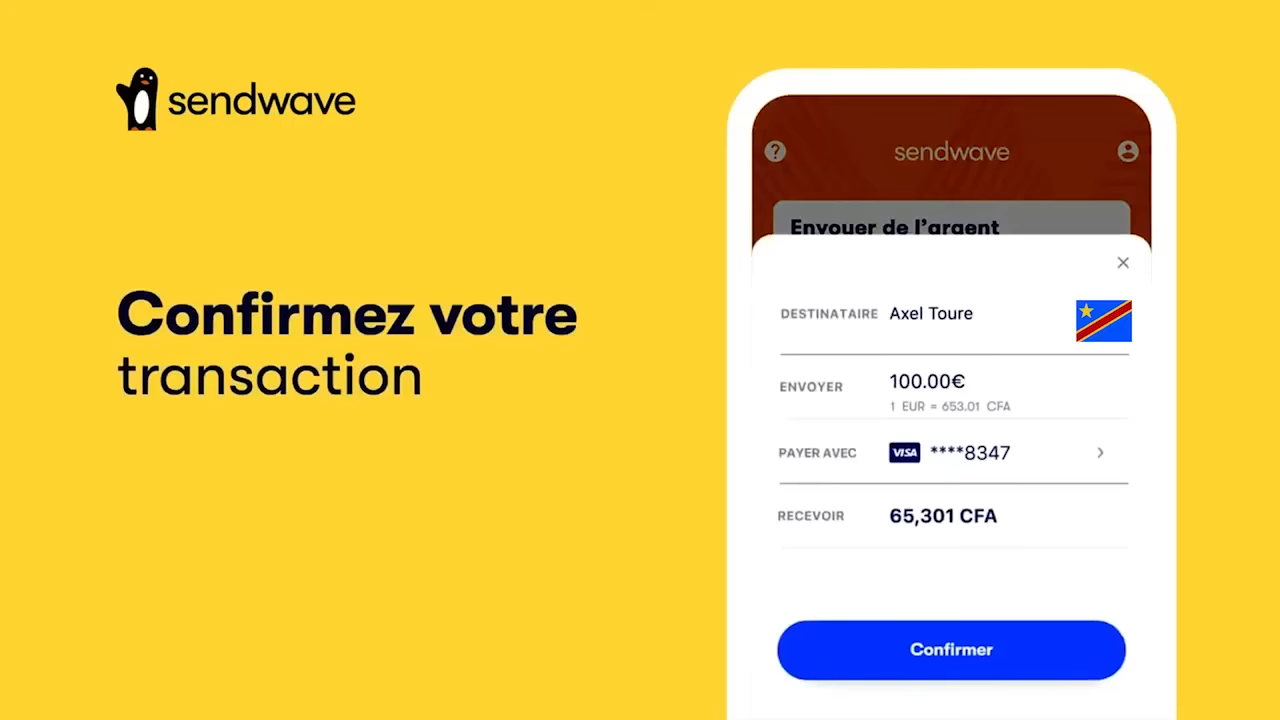 sendwave
Confirmez votre
transaction
sendwave
Envoyer de l'argent
DESTINATAIRE Axel Toure
ENVOYER 100.00€
1 EUR = 653.01 CFA
PAYER AVEC VISA ****8347
RECEVOIR 65,301 CFA
Confirmer